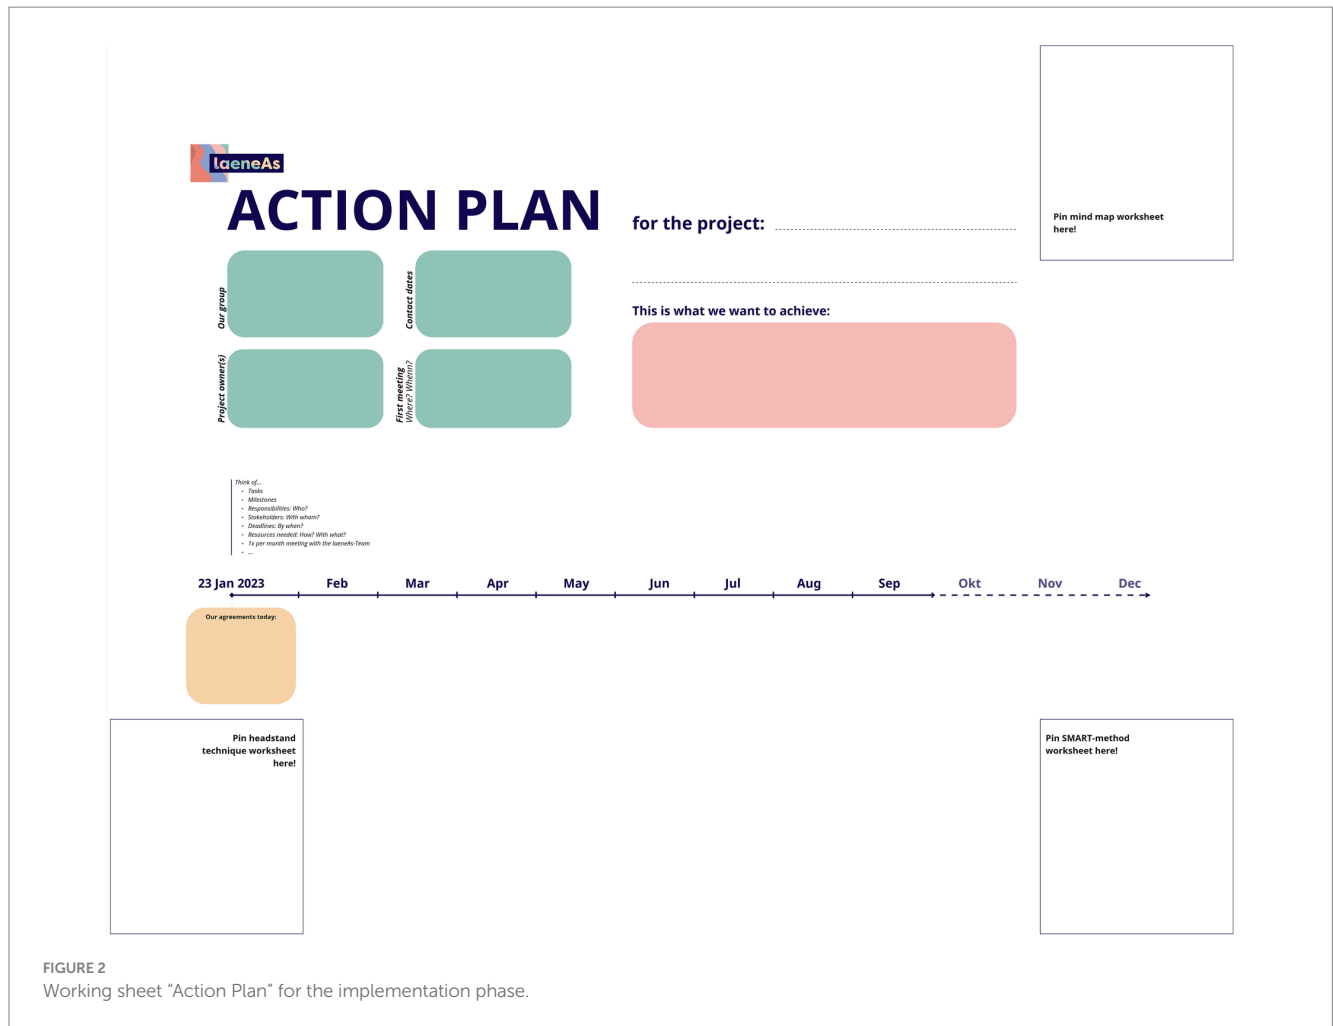 laeneAs
ACTION PLAN
for the project:
Pin mind map worksheet
here!
Our group
Contact dates
This is what we want to achieve:
Project owner(s)
First meeting
Where? Whenn?
Think of...
• Tasks
• Milestones
• Responsibilities: Who?
• Stakeholders: With whom?
• Deadlines: By when?
• Resources needed: How? With what?
• 1x per month meeting with the laeneAs-Team
• ...
23 Jan 2023 Feb Mar Apr May Jun Jul Aug Sep Okt Nov Dec
Our agreements today:
Pin headstand
technique worksheet
here!
Pin SMART-method
worksheet here!
FIGURE 2
Working sheet “Action Plan” for the implementation phase.